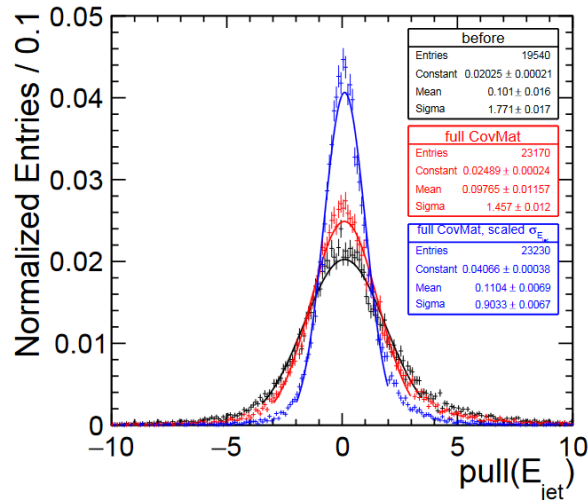 Normalized Entries / 0.1
0.05
0.04
0.03
0.02
0.01
0
−10
−5
0
5
10
pull(E_jet)
before
Entries 19540
Constant 0.02025 ± 0.00021
Mean 0.101 ± 0.016
Sigma 1.771 ± 0.017
full CovMat
Entries 23170
Constant 0.02489 ± 0.00024
Mean 0.09765 ± 0.01157
Sigma 1.457 ± 0.012
full CovMat, scaled σ_E
Entries 23230
Constant 0.04066 ± 0.00038
Mean 0.1104 ± 0.0069
Sigma 0.9033 ± 0.0067